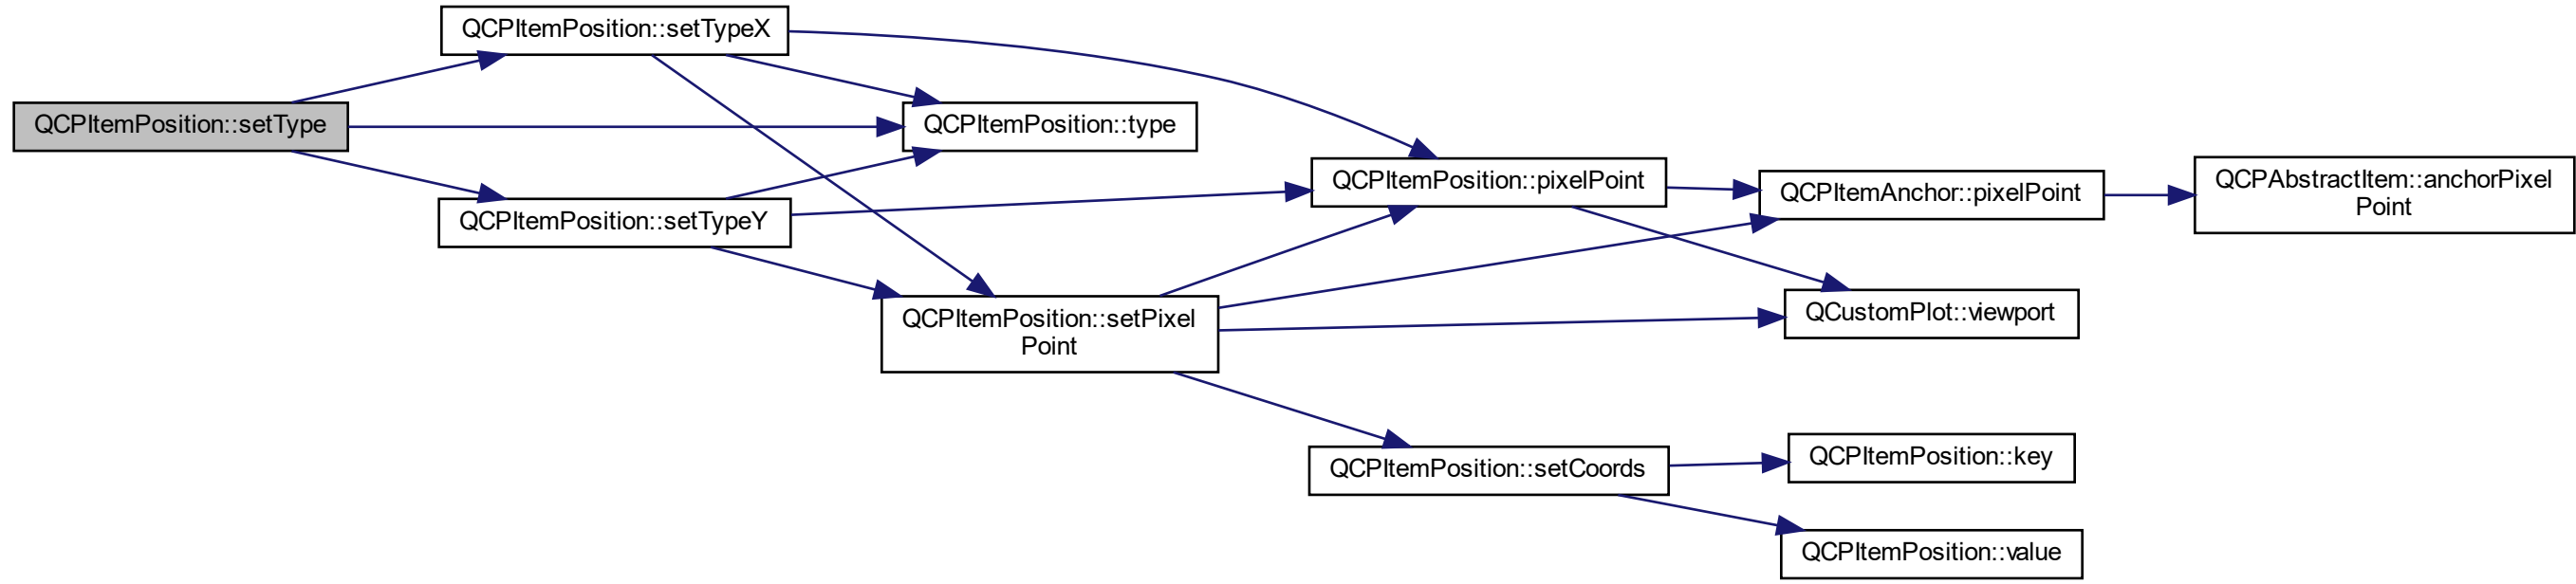 QCPItemPosition::setType
QCPItemPosition::setTypeX
QCPItemPosition::type
QCPItemPosition::setTypeY
QCPItemPosition::setPixel
Point
QCPItemPosition::pixelPoint
QCPItemAnchor::pixelPoint
QCPAbstractItem::anchorPixel
Point
QCustomPlot::viewport
QCPItemPosition::setCoords
QCPItemPosition::key
QCPItemPosition::value